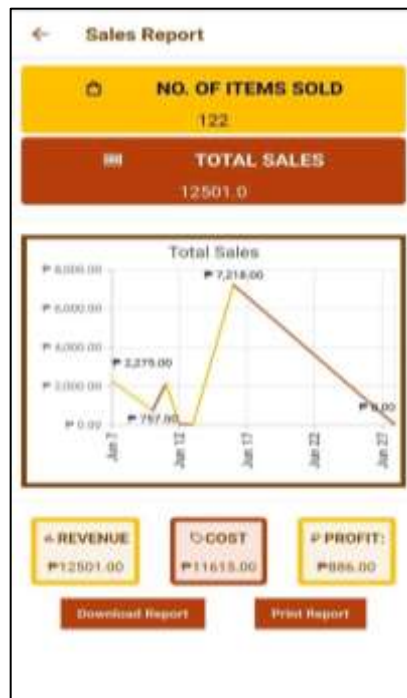 Sales Report
NO. OF ITEMS SOLD
122
TOTAL SALES
12501.0
Total Sales
₱ 8,000.00
₱ 7,218.00
₱ 6,000.00
₱ 4,000.00
₱ 2,275.00
₱ 2,000.00
₱ 757.00
₱ 0.00
₱ 0.00
Jun 7
Jun 12
Jun 17
Jun 22
Jun 27
REVENUE
COST
PROFIT:
₱12501.00
₱11615.00
₱886.00
Download Report
Print Report